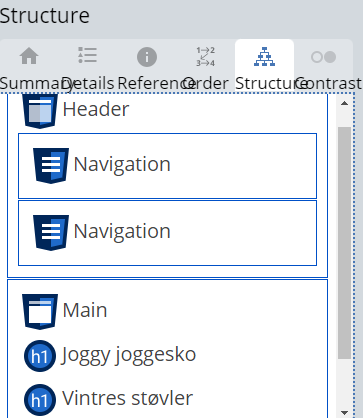 Structure
Summary Details Reference Order Structure Contrast
Header
Navigation
Navigation
Main
h1 Joggy joggesko
h1 Vintres støvler